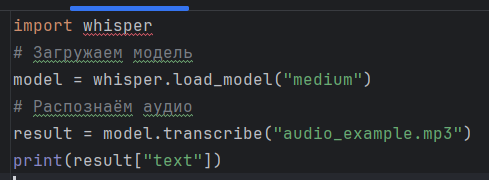 import whisper
# Загружаем модель
model = whisper.load_model("medium")
# Распознаём аудио
result = model.transcribe("audio_example.mp3")
print(result["text"])